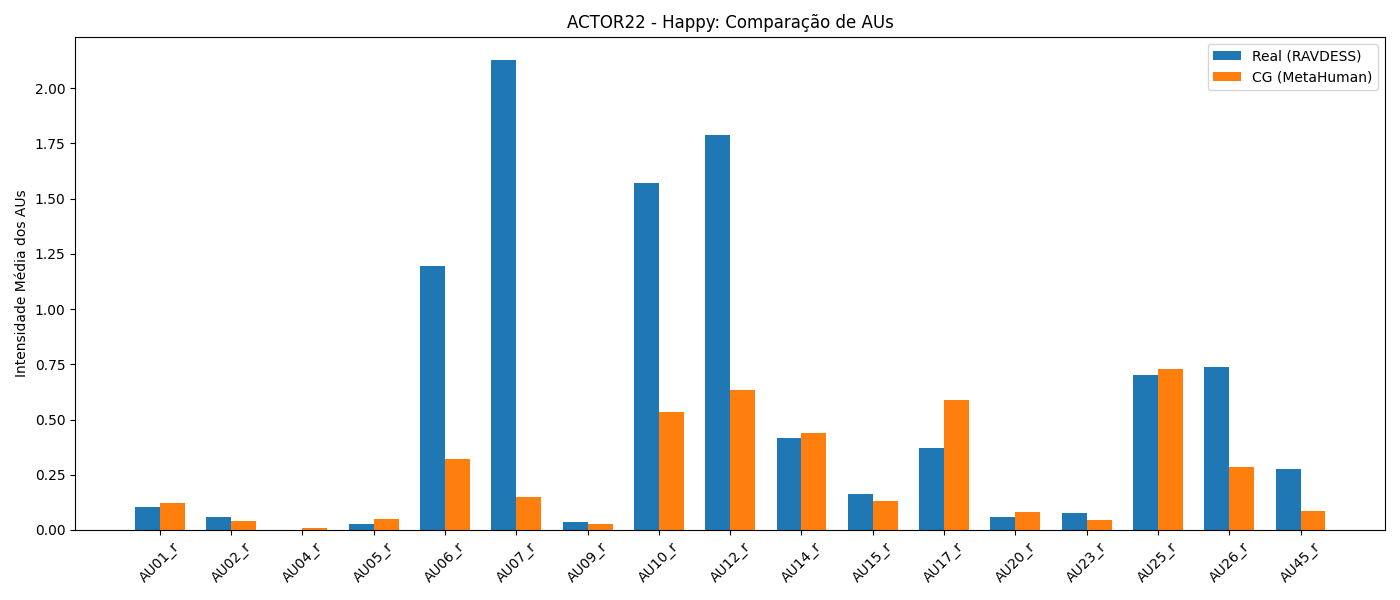 ACTOR22 - Happy: Comparação de AUs
Real (RAVDESS)
CG (MetaHuman)
Intensidade Média dos AUs
2.00
1.75
1.50
1.25
1.00
0.75
0.50
0.25
0.00
AU01_r
AU02_r
AU04_r
AU05_r
AU06_r
AU07_r
AU09_r
AU10_r
AU12_r
AU14_r
AU15_r
AU17_r
AU20_r
AU23_r
AU25_r
AU26_r
AU45_r